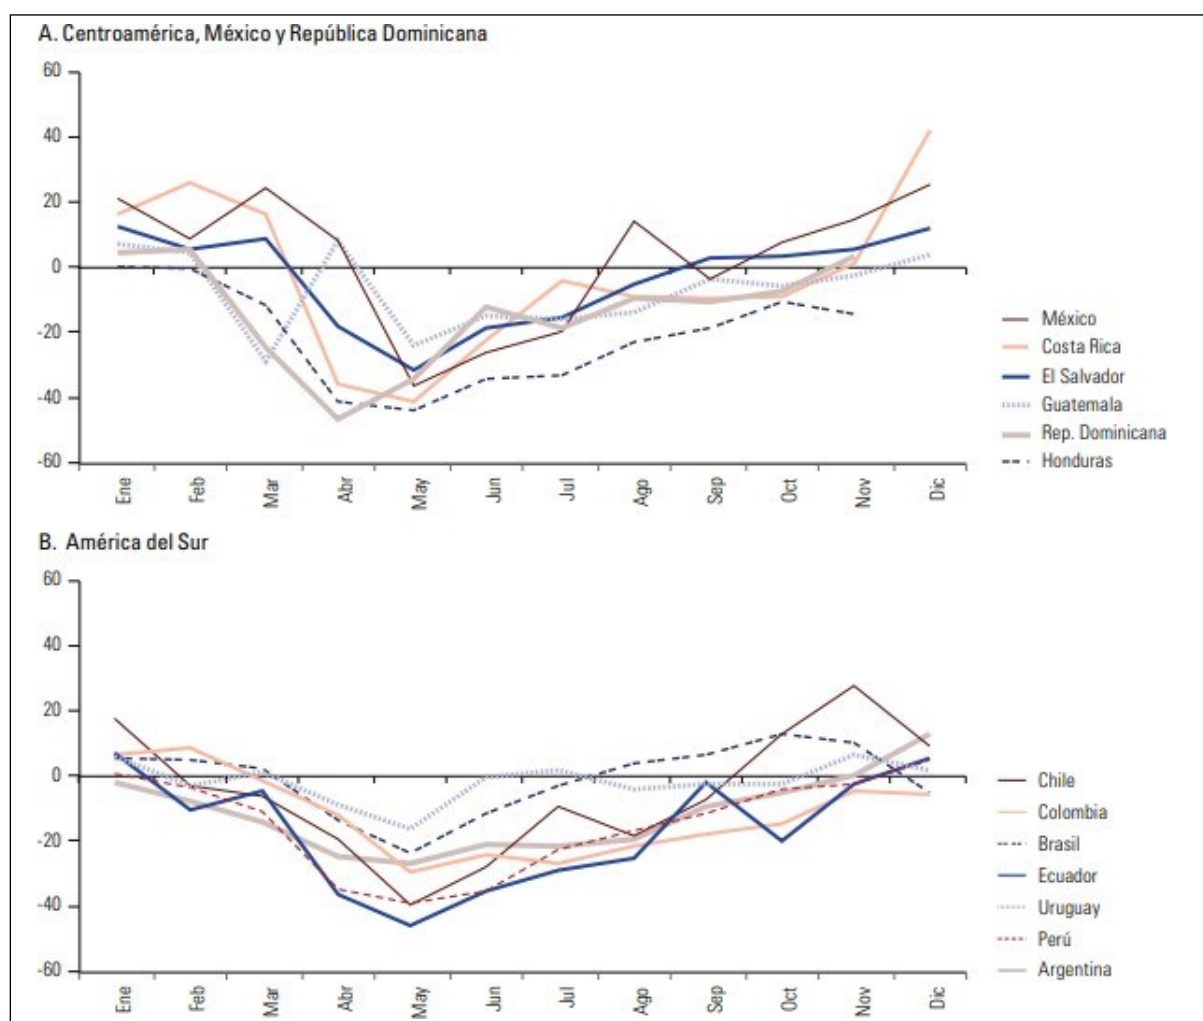 A. Centroamérica, México y República Dominicana
60
40
20
0
-20
-40
-60
Ene
Feb
Mar
Abr
May
Jun
Jul
Ago
Sep
Oct
Nov
Dic
México
Costa Rica
El Salvador
Guatemala
Rep. Dominicana
Honduras
B. América del Sur
60
40
20
0
-20
-40
-60
Ene
Feb
Mar
Abr
May
Jun
Jul
Ago
Sep
Oct
Nov
Dic
Chile
Colombia
Brasil
Ecuador
Uruguay
Perú
Argentina